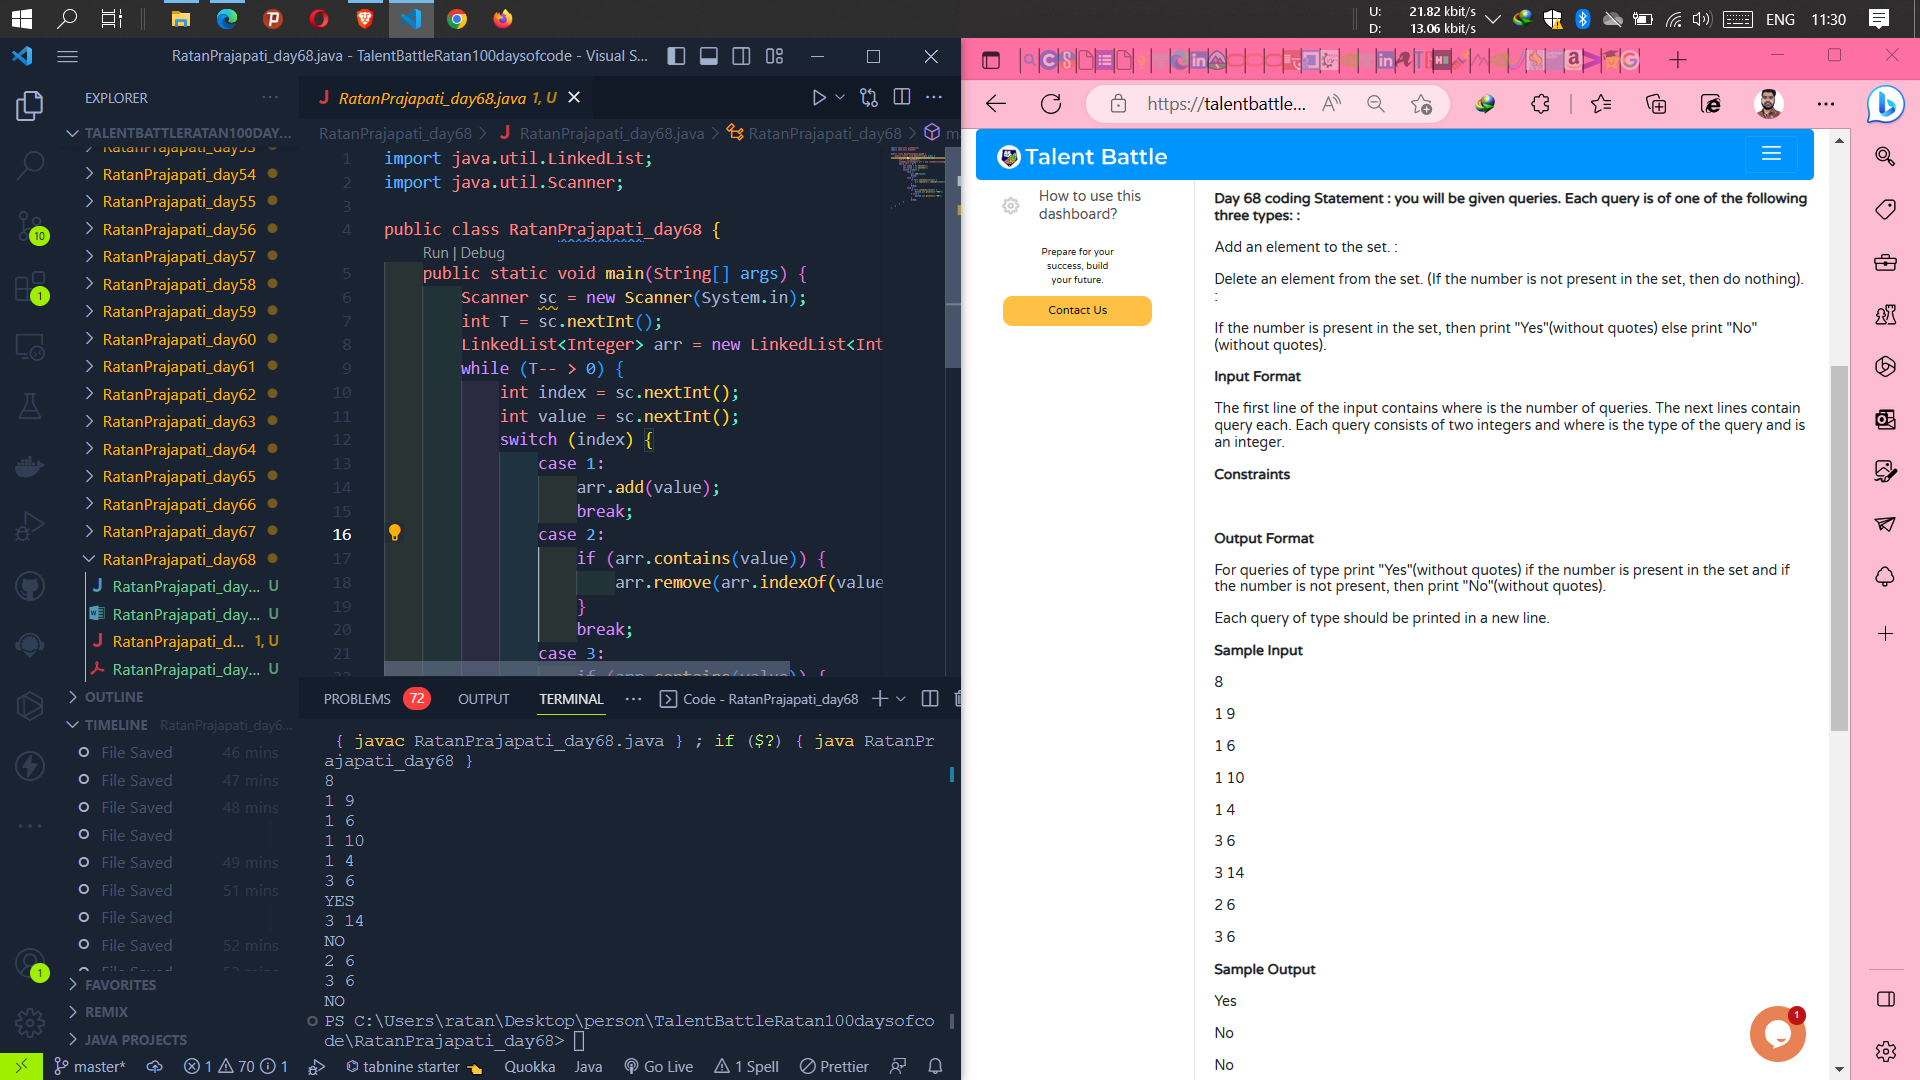 U: 21.82 kbit/s
D: 13.06 kbit/s
ENG 11:30
RatanPrajapati_day68.java - TalentBattleRatan100daysofcode - Visual S...
EXPLORER
TALENTBATTLERATAN100DAY...
RatanPrajapati_day53
RatanPrajapati_day54
RatanPrajapati_day55
RatanPrajapati_day56
RatanPrajapati_day57
RatanPrajapati_day58
RatanPrajapati_day59
RatanPrajapati_day60
RatanPrajapati_day61
RatanPrajapati_day62
RatanPrajapati_day63
RatanPrajapati_day64
RatanPrajapati_day65
RatanPrajapati_day66
RatanPrajapati_day67
RatanPrajapati_day68
RatanPrajapati_day... U
RatanPrajapati_day... U
RatanPrajapati_d... 1, U
RatanPrajapati_day... U
OUTLINE
TIMELINE RatanPrajapati_day6...
File Saved 46 mins
File Saved 47 mins
File Saved 48 mins
File Saved
File Saved 49 mins
File Saved 51 mins
File Saved
File Saved 52 mins
File Saved 52 mins
FAVORITES
REMIX
JAVA PROJECTS
10
1
1
RatanPrajapati_day68.java 1, U
RatanPrajapati_day68 > RatanPrajapati_day68.java > RatanPrajapati_day68 >
1 import java.util.LinkedList;
2 import java.util.Scanner;
3
4 public class RatanPrajapati_day68 {
Run | Debug
5 public static void main(String[] args) {
6 Scanner sc = new Scanner(System.in);
7 int T = sc.nextInt();
8 LinkedList<Integer> arr = new LinkedList<Int
9 while (T-- > 0) {
10 int index = sc.nextInt();
11 int value = sc.nextInt();
12 switch (index) {
13 case 1:
14 arr.add(value);
15 break;
16 case 2:
17 if (arr.contains(value)) {
18 arr.remove(arr.indexOf(value
19 }
20 break;
21 case 3:
if (arr.contains(value)) {
PROBLEMS 72 OUTPUT TERMINAL ... Code - RatanPrajapati_day68
{ javac RatanPrajapati_day68.java } ; if ($?) { java RatanPr
ajapati_day68 }
8
1 9
1 6
1 10
1 4
3 6
YES
3 14
NO
2 6
3 6
NO
PS C:\Users\ratan\Desktop\person\TalentBattleRatan100daysofco
de\RatanPrajapati_day68>
master* 1 70 1 tabnine starter Quokka Java Go Live 1 Spell Prettier
https://talentbattle...
Talent Battle
How to use this
dashboard?
Prepare for your
success, build
your future.
Contact Us
Day 68 coding Statement : you will be given queries. Each query is of one of the following
three types: :
Add an element to the set. :
Delete an element from the set. (If the number is not present in the set, then do nothing).
:
If the number is present in the set, then print "Yes"(without quotes) else print "No"
(without quotes).
Input Format
The first line of the input contains where is the number of queries. The next lines contain
query each. Each query consists of two integers and where is the type of the query and is
an integer.
Constraints
Output Format
For queries of type print "Yes"(without quotes) if the number is present in the set and if
the number is not present, then print "No"(without quotes).
Each query of type should be printed in a new line.
Sample Input
8
1 9
1 6
1 10
1 4
3 6
3 14
2 6
3 6
Sample Output
Yes
No
No
1